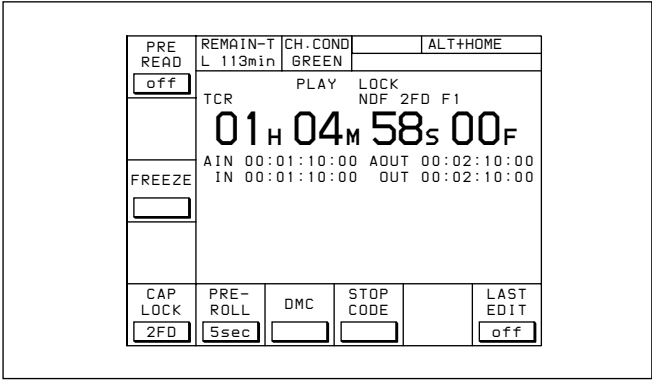 PRE READ
off
REMAIN-T
L 113min
CH.COND
GREEN
ALT+HOME
PLAY LOCK
TCR NDF 2FD F1
01H 04M 58S 00F
AIN 00:01:10:00 AOUT 00:02:10:00
IN 00:01:10:00 OUT 00:02:10:00
FREEZE
CAP LOCK
2FD
PRE-ROLL
5sec
DMC
STOP CODE
LAST EDIT
off